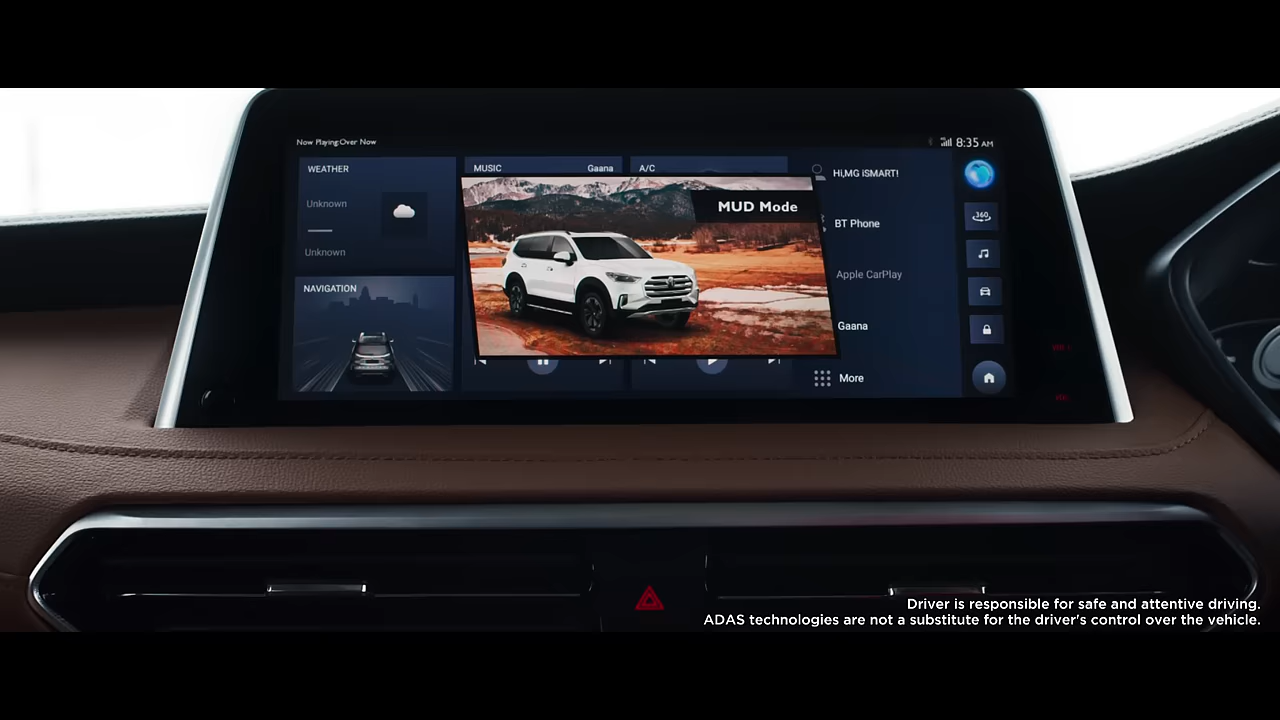 Now Playing:Over Now
8:35 AM
WEATHER
Unknown
Unknown
NAVIGATION
MUSIC Gaana
A/C
MUD Mode
Hi,MG iSMART!
BT Phone
Apple CarPlay
Gaana
More
360
Driver is responsible for safe and attentive driving.
ADAS technologies are not a substitute for the driver's control over the vehicle.